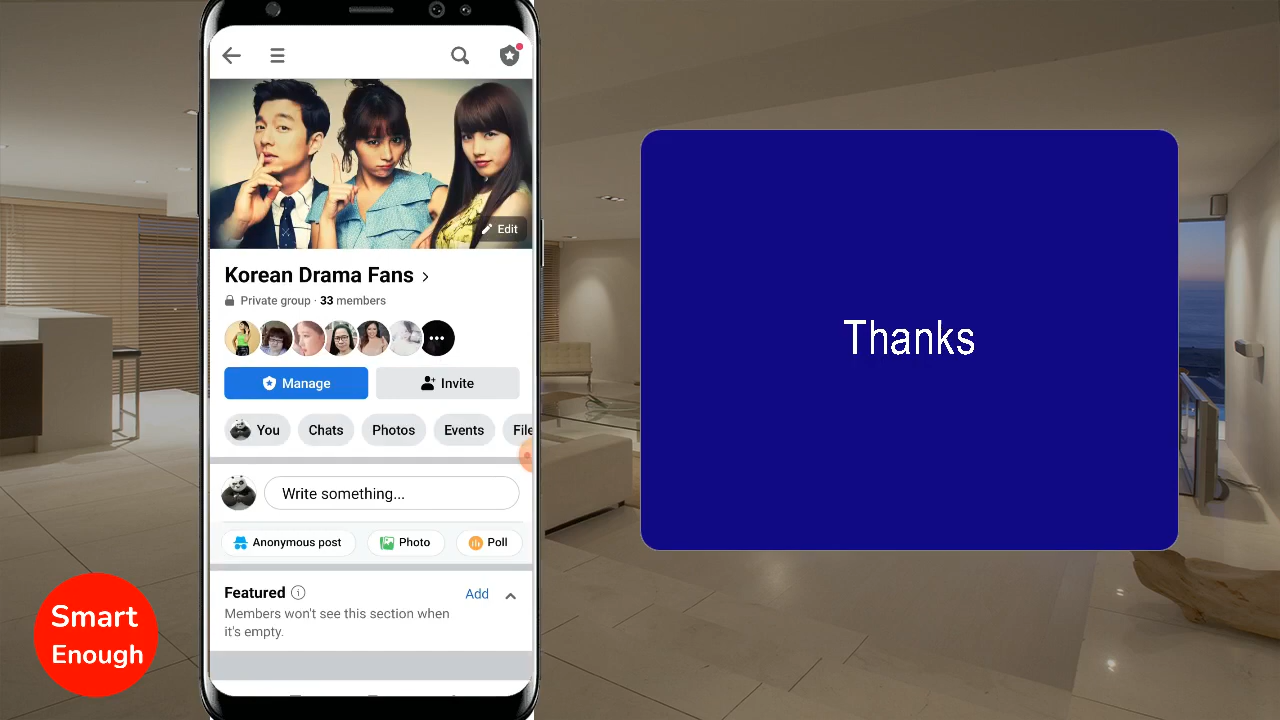 Edit
Korean Drama Fans
Private group · 33 members
Manage
Invite
You
Chats
Photos
Events
File
Write something...
Anonymous post
Photo
Poll
Featured
Add
Members won't see this section when
it's empty.
Thanks
Smart
Enough